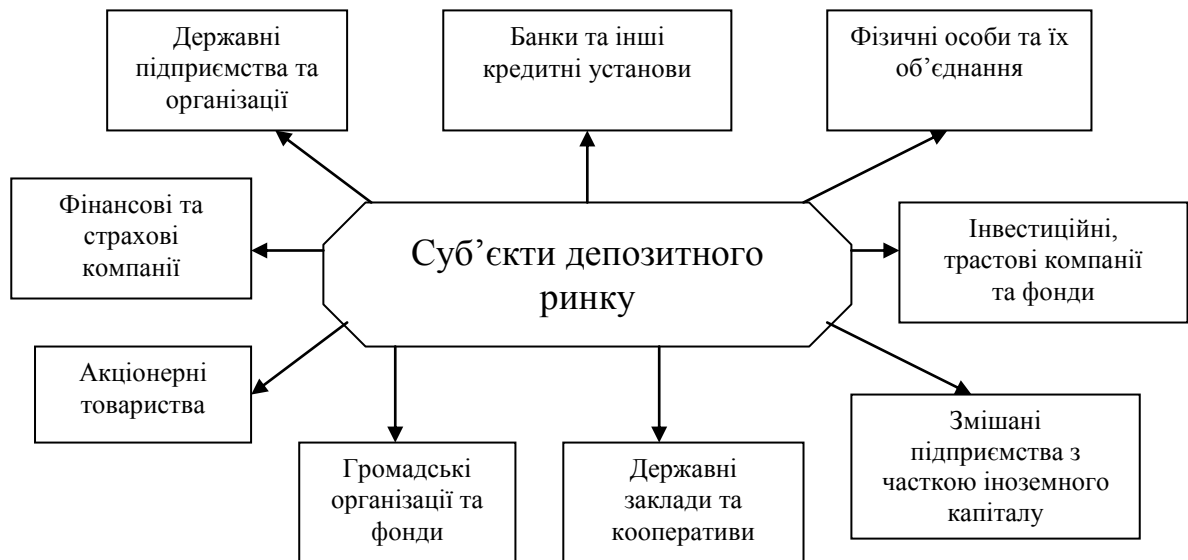 Державні
підприємства та
організації
Банки та інші
кредитні установи
Фізичні особи та їх
об’єднання
Фінансові та
страхові
компанії
Суб’єкти депозитного
ринку
Інвестиційні,
трастові компанії
та фонди
Акціонерні
товариства
Громадські
організації та
фонди
Державні
заклади та
кооперативи
Змішані
підприємства з
часткою іноземного
капіталу